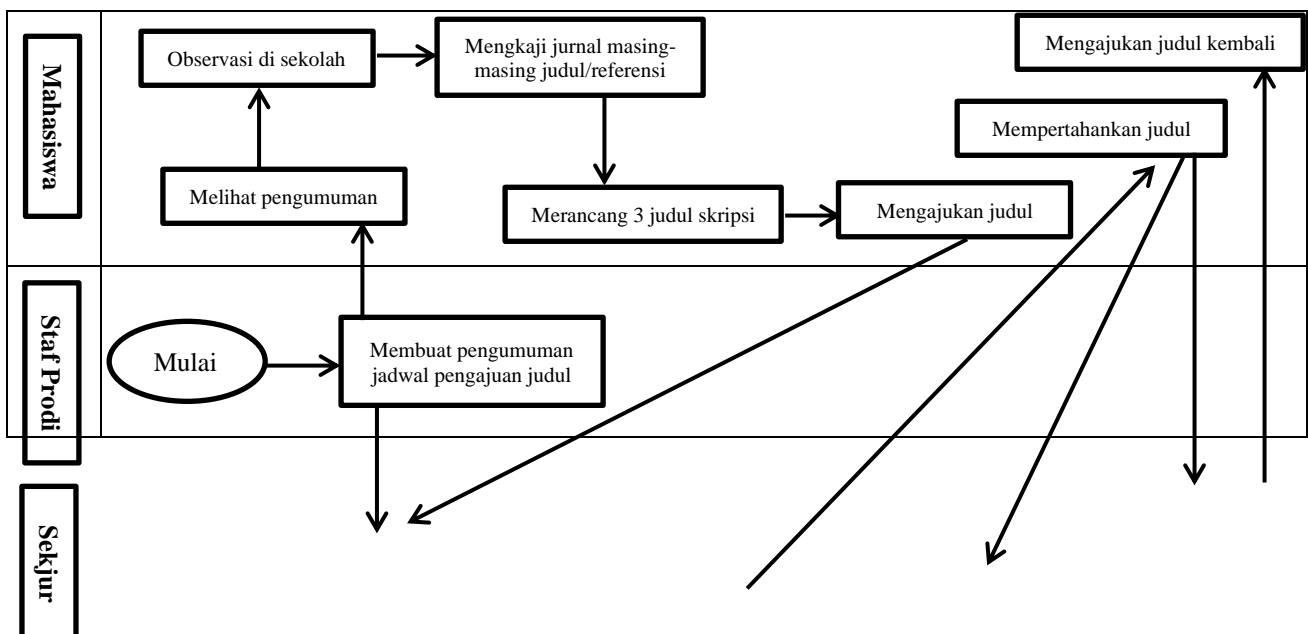 Mahasiswa
Observasi di sekolah
Mengkaji jurnal masing-
masing judul/referensi
Mengajukan judul kembali
Mempertahankan judul
Melihat pengumuman
Merancang 3 judul skripsi
Mengajukan judul
Staf Prodi
Mulai
Membuat pengumuman
jadwal pengajuan judul
Sekjur